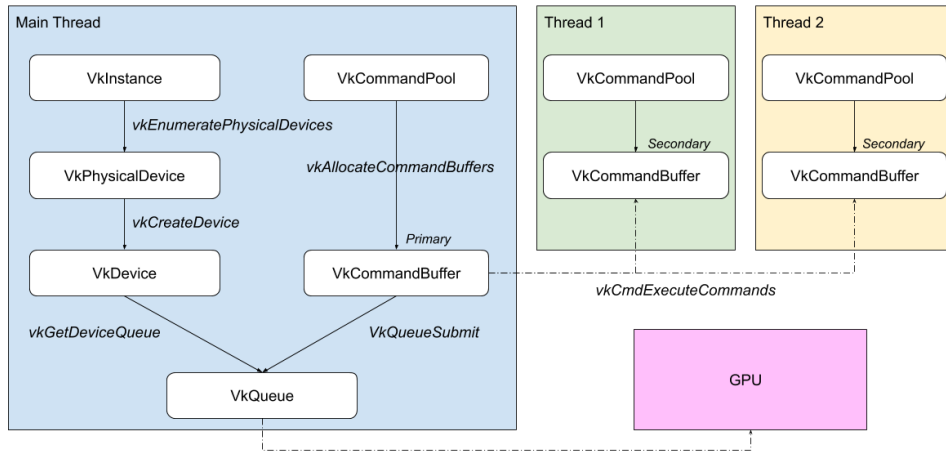 Main Thread
Thread 1
Thread 2
VkInstance
VkCommandPool
VkCommandPool
VkCommandPool
vkEnumeratePhysicalDevices
Secondary
Secondary
vkAllocateCommandBuffers
VkPhysicalDevice
VkCommandBuffer
VkCommandBuffer
vkCreateDevice
Primary
VkDevice
VkCommandBuffer
vkCmdExecuteCommands
vkGetDeviceQueue
VkQueueSubmit
GPU
VkQueue